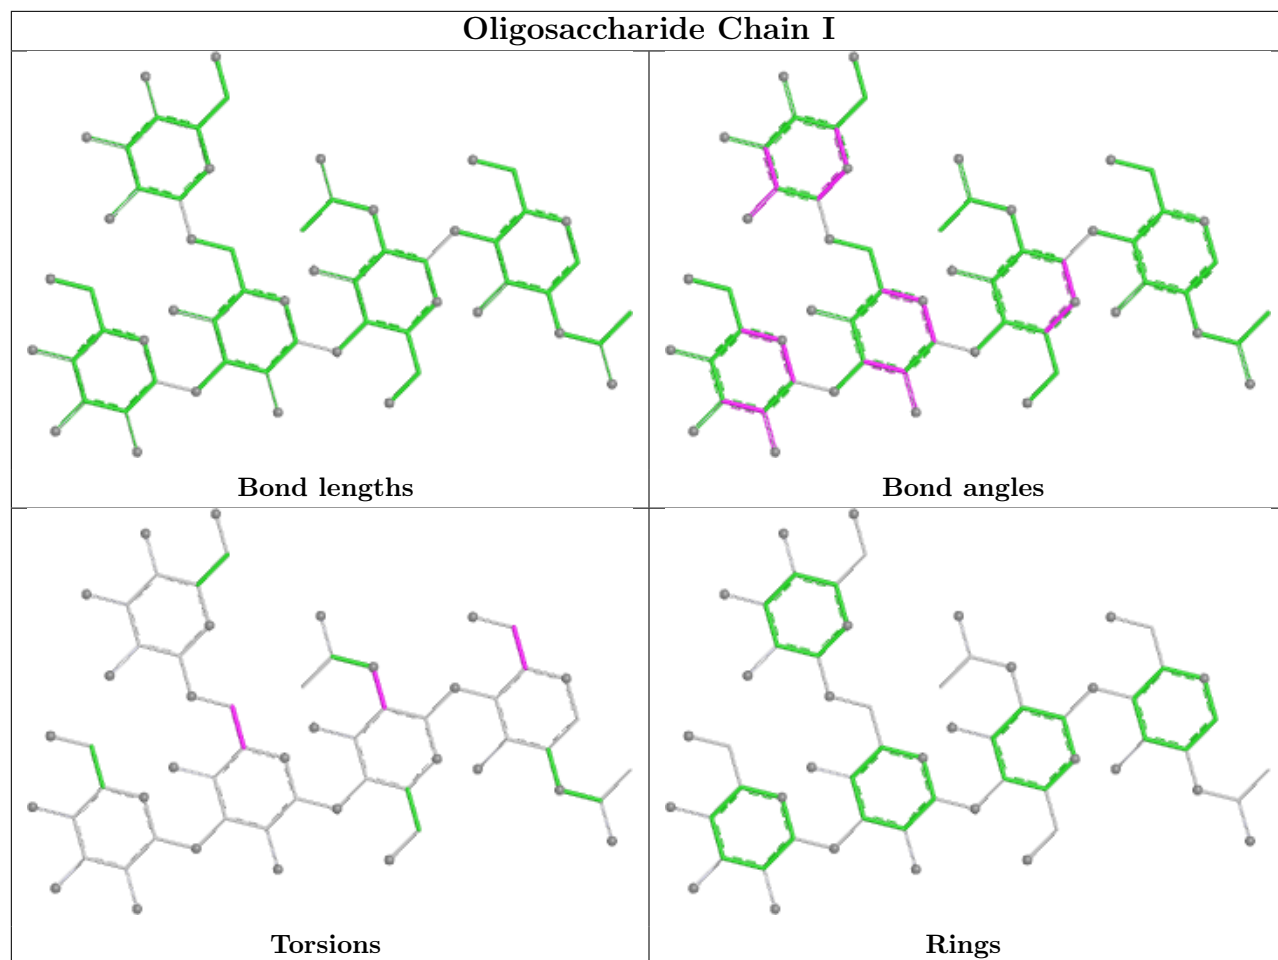 Oligosaccharide Chain I
Bond lengths
Bond angles
Torsions
Rings